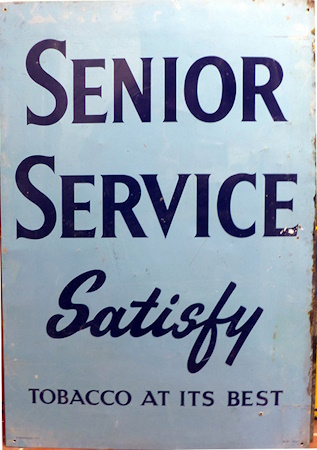 SENIOR
SERVICE
Satisfy
TOBACCO AT ITS BEST